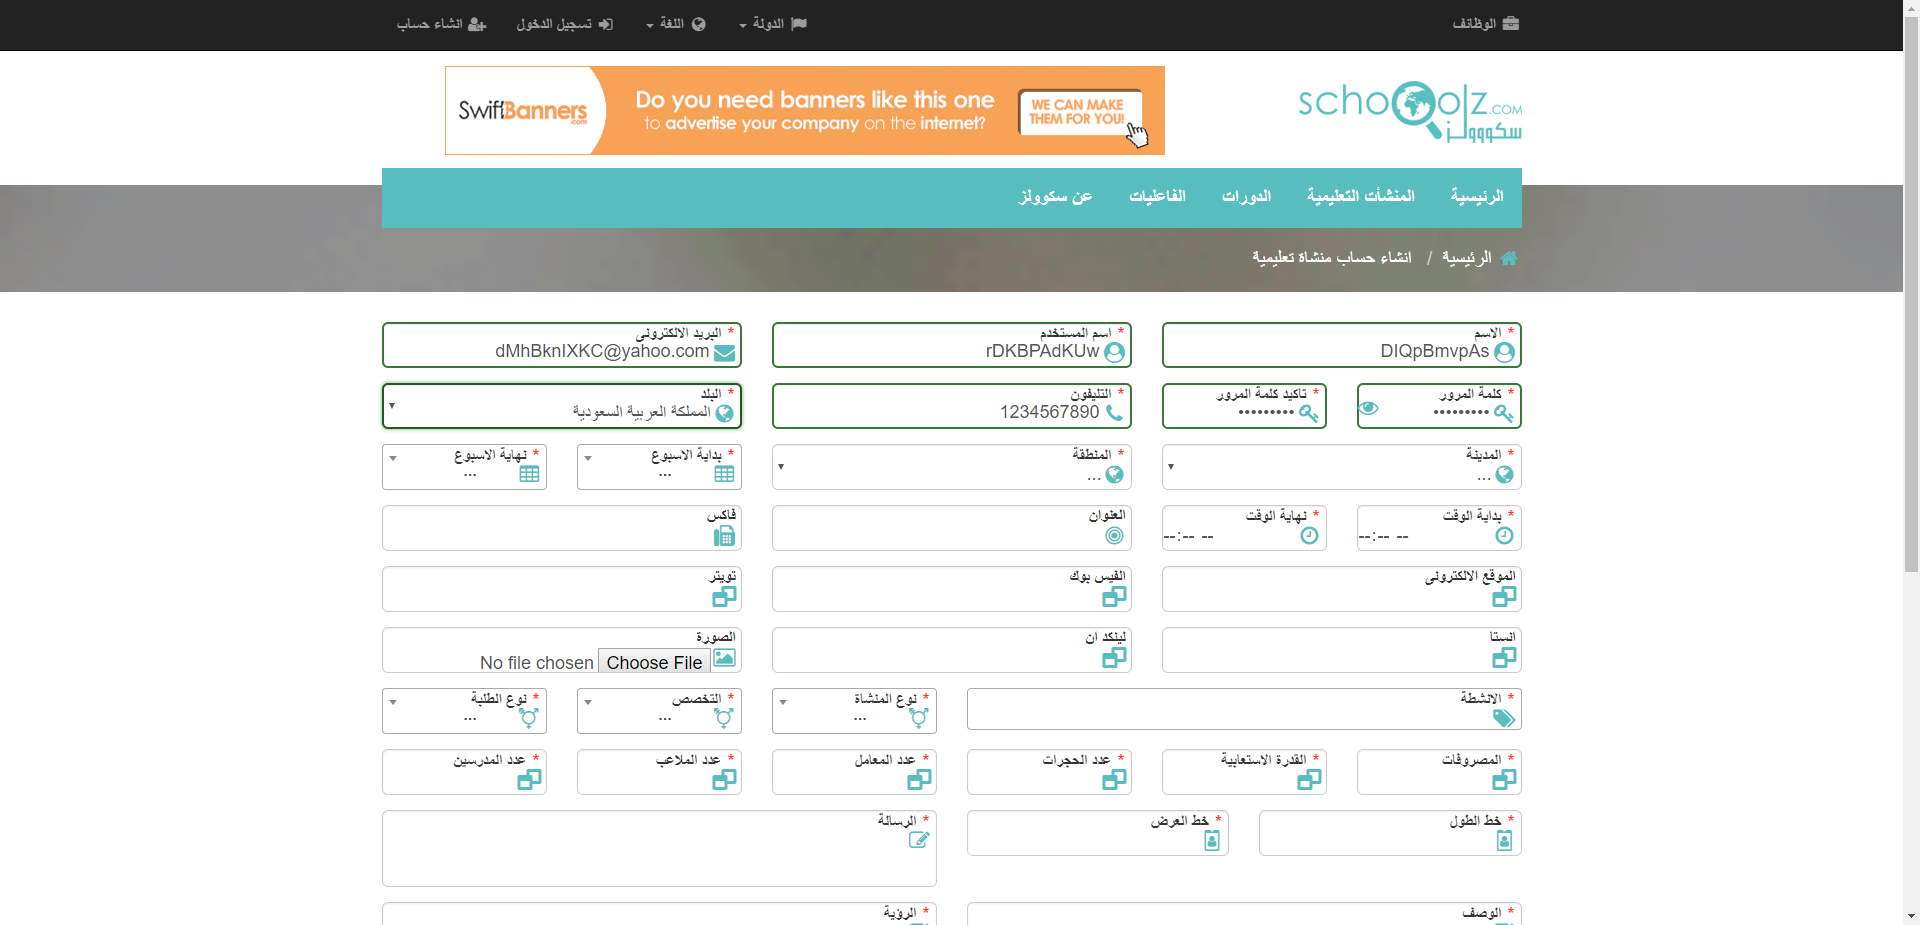 الوظائف
الدولة
اللغة
تسجيل الدخول
انشاء حساب
SwiftBanners.com
Do you need banners like this one
to advertise your company on the internet?
WE CAN MAKE
THEM FOR YOU!
schooolz.com
سكوولز
الرئيسية
المنشأت التعليمية
الدورات
الفاعليات
عن سكوولز
الرئيسية / انشاء حساب منشاة تعليمية
* الاسم
DIQpBmvpAs
* اسم المستخدم
rDKBPAdKUw
* البريد الالكترونى
dMhBknIXKC@yahoo.com
* كلمة المرور
•••••••••
* تاكيد كلمة المرور
•••••••••
* التليفون
1234567890
* البلد
المملكة العربية السعودية
* المدينة
...
* المنطقة
...
* بداية الاسبوع
...
* نهاية الاسبوع
...
* بداية الوقت
--:-- --
* نهاية الوقت
--:-- --
العنوان
فاكس
الموقع الالكترونى
الفيس بوك
تويتر
انستا
لينكد ان
الصورة
Choose File No file chosen
* الانشطة
* نوع المنشاة
...
* التخصص
...
* نوع الطلبة
...
* المصروفات
* القدرة الاستعابية
* عدد الحجرات
* عدد المعامل
* عدد الملاعب
* عدد المدرسين
* خط الطول
* خط العرض
* الرسالة
* الوصف
* الرؤية